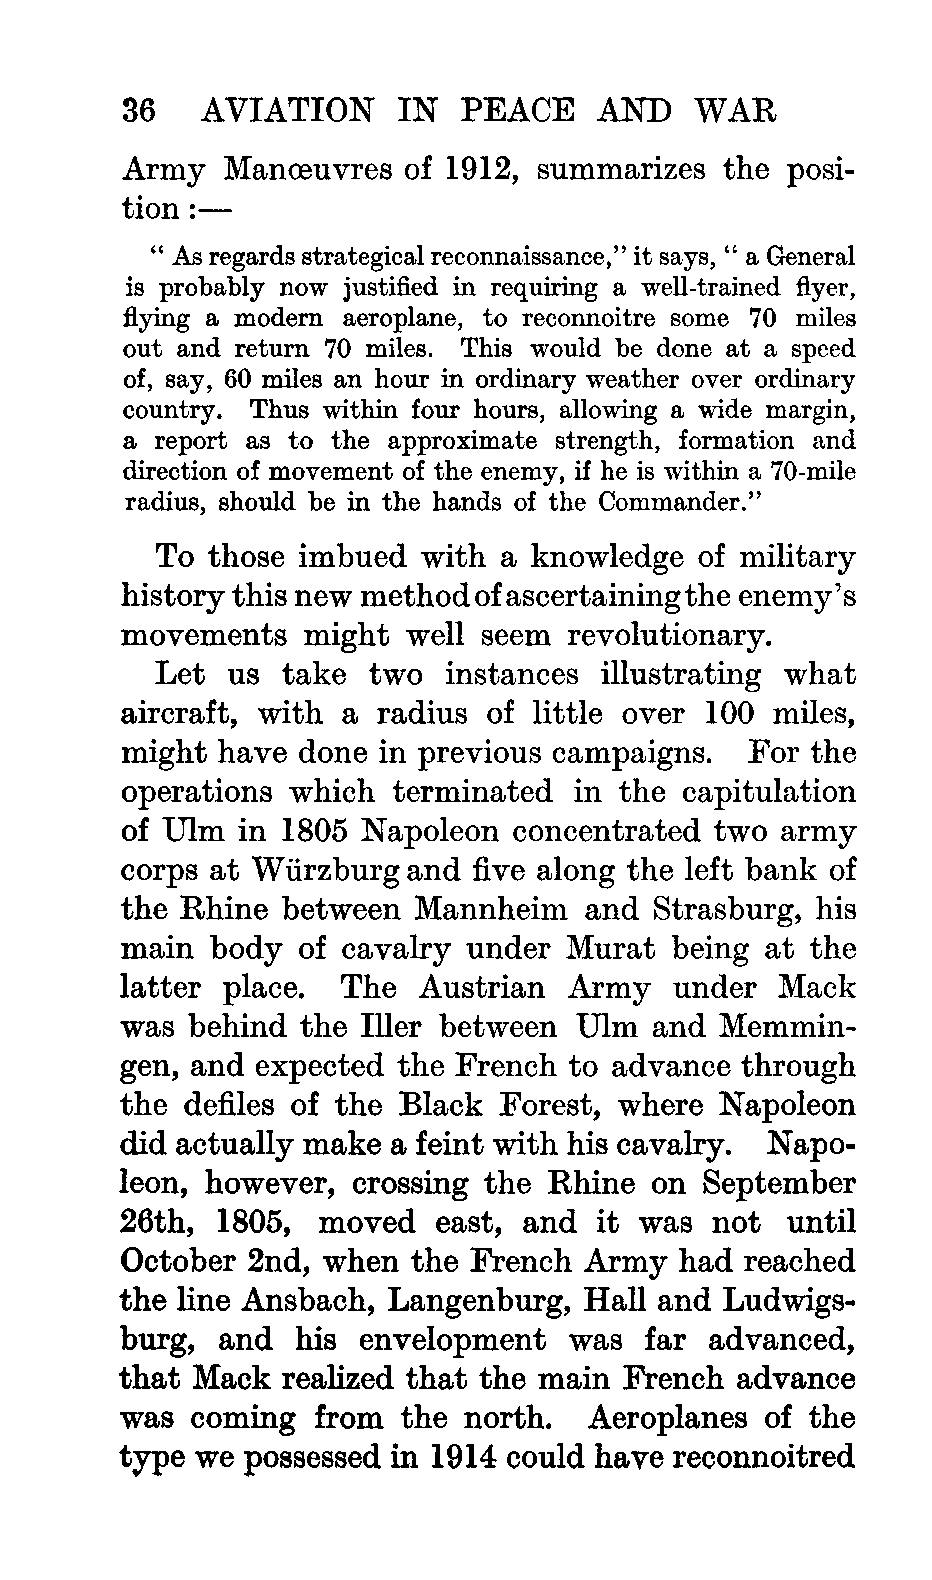 36 AVIATION IN PEACE AND WAR
Army Manœuvres of 1912, summarizes the posi-
tion :—
“ As regards strategical reconnaissance,” it says, “ a General
is probably now justified in requiring a well-trained flyer,
flying a modern aeroplane, to reconnoitre some 70 miles
out and return 70 miles. This would be done at a speed
of, say, 60 miles an hour in ordinary weather over ordinary
country. Thus within four hours, allowing a wide margin,
a report as to the approximate strength, formation and
direction of movement of the enemy, if he is within a 70-mile
radius, should be in the hands of the Commander.”
To those imbued with a knowledge of military
history this new method of ascertaining the enemy’s
movements might well seem revolutionary.
Let us take two instances illustrating what
aircraft, with a radius of little over 100 miles,
might have done in previous campaigns. For the
operations which terminated in the capitulation
of Ulm in 1805 Napoleon concentrated two army
corps at Würzburg and five along the left bank of
the Rhine between Mannheim and Strasburg, his
main body of cavalry under Murat being at the
latter place. The Austrian Army under Mack
was behind the Iller between Ulm and Memmin-
gen, and expected the French to advance through
the defiles of the Black Forest, where Napoleon
did actually make a feint with his cavalry. Napo-
leon, however, crossing the Rhine on September
26th, 1805, moved east, and it was not until
October 2nd, when the French Army had reached
the line Ansbach, Langenburg, Hall and Ludwigs-
burg, and his envelopment was far advanced,
that Mack realized that the main French advance
was coming from the north. Aeroplanes of the
type we possessed in 1914 could have reconnoitred